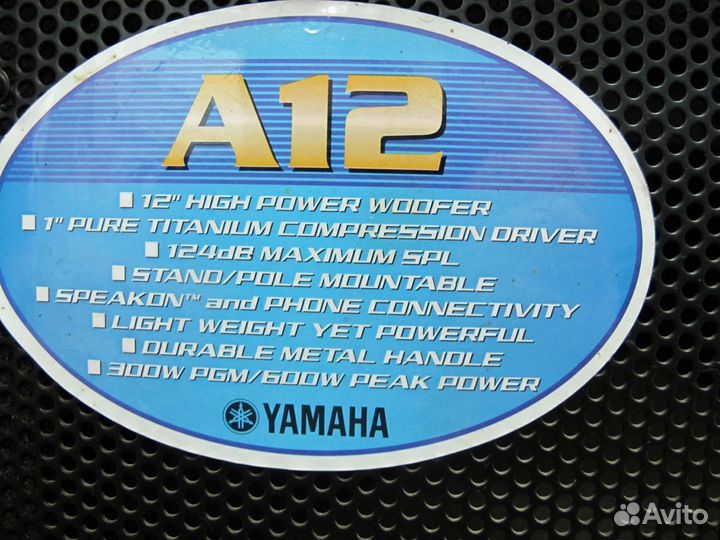 A12
12" HIGH POWER WOOFER
1" PURE TITANIUM COMPRESSION DRIVER
124dB MAXIMUM SPL
STAND/POLE MOUNTABLE
SPEAKON™ and PHONE CONNECTIVITY
LIGHT WEIGHT YET POWERFUL
DURABLE METAL HANDLE
300W PGM/600W PEAK POWER
YAMAHA
Avito